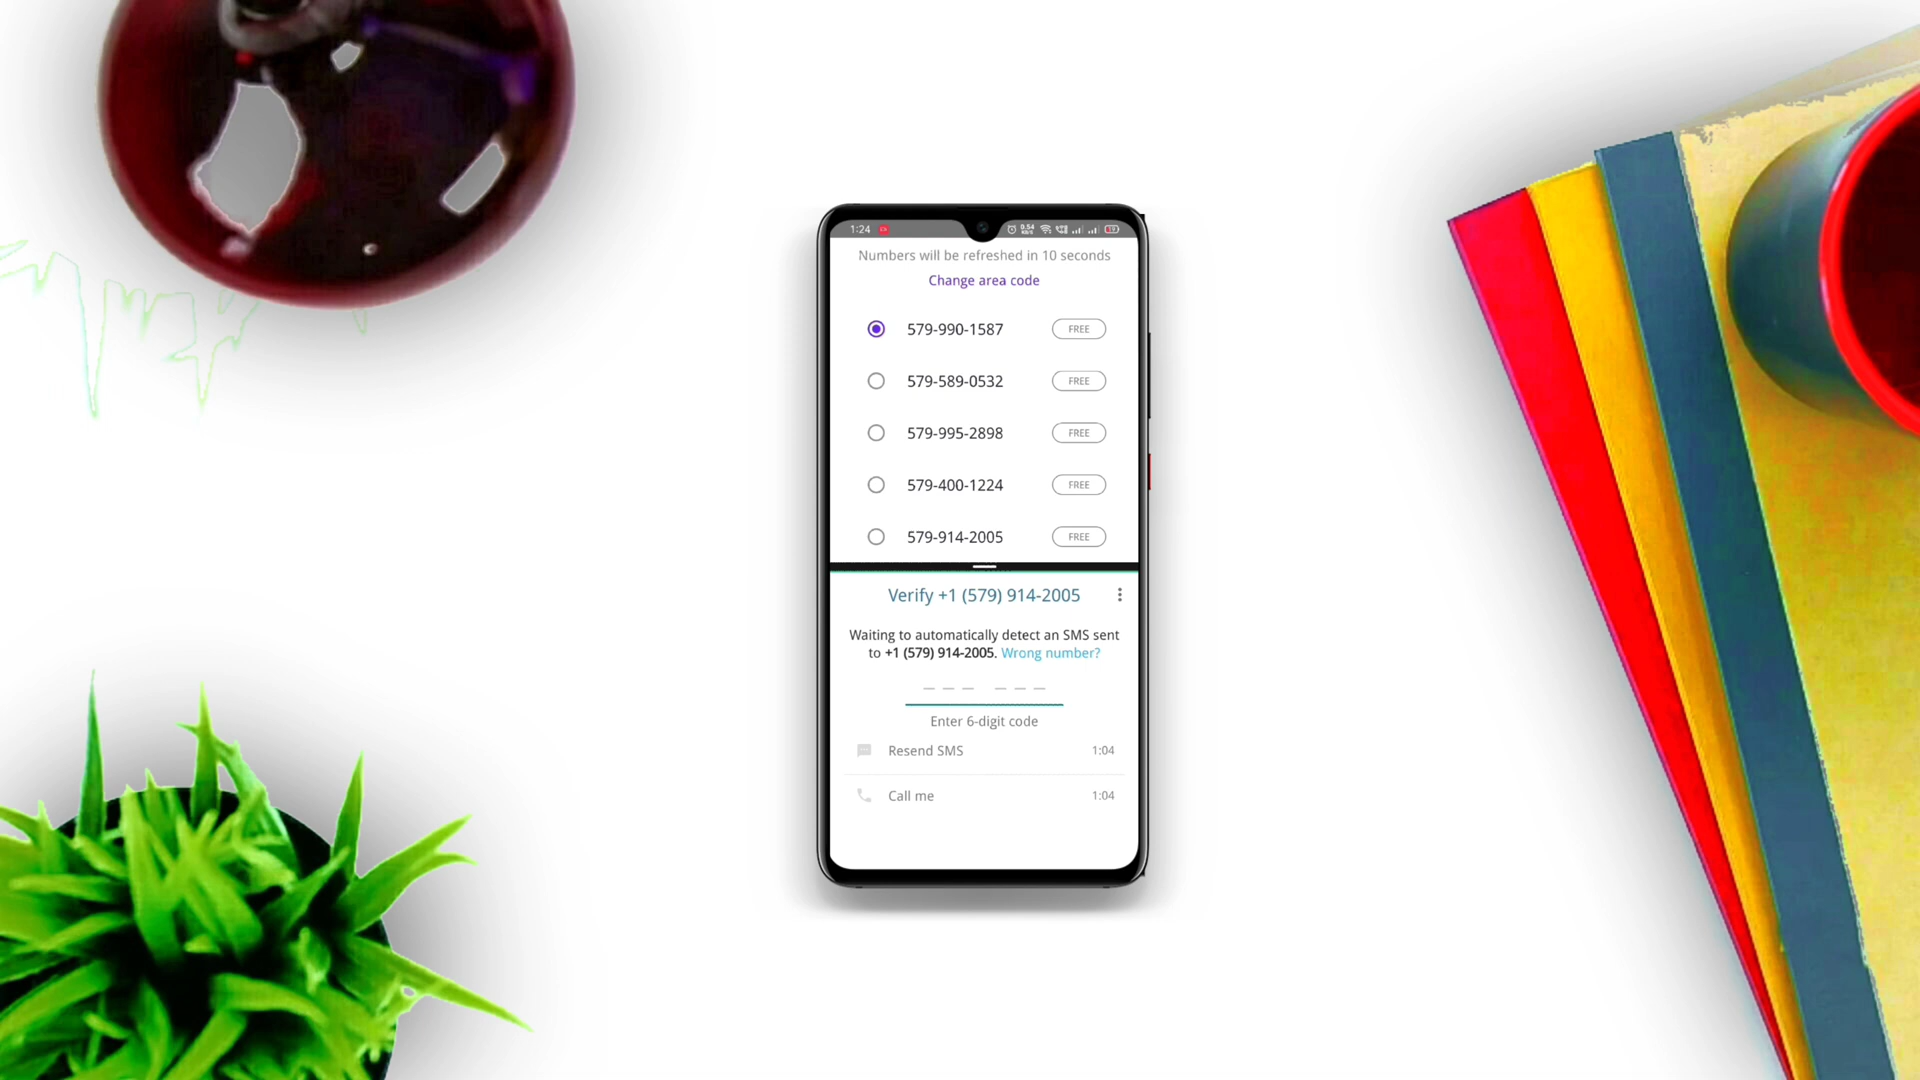 1:24
0.54
KB/S
Numbers will be refreshed in 10 seconds
Change area code
579-990-1587 FREE
579-589-0532 FREE
579-995-2898 FREE
579-400-1224 FREE
579-914-2005 FREE
Verify +1 (579) 914-2005
Waiting to automatically detect an SMS sent
to +1 (579) 914-2005. Wrong number?
Enter 6-digit code
Resend SMS 1:04
Call me 1:04